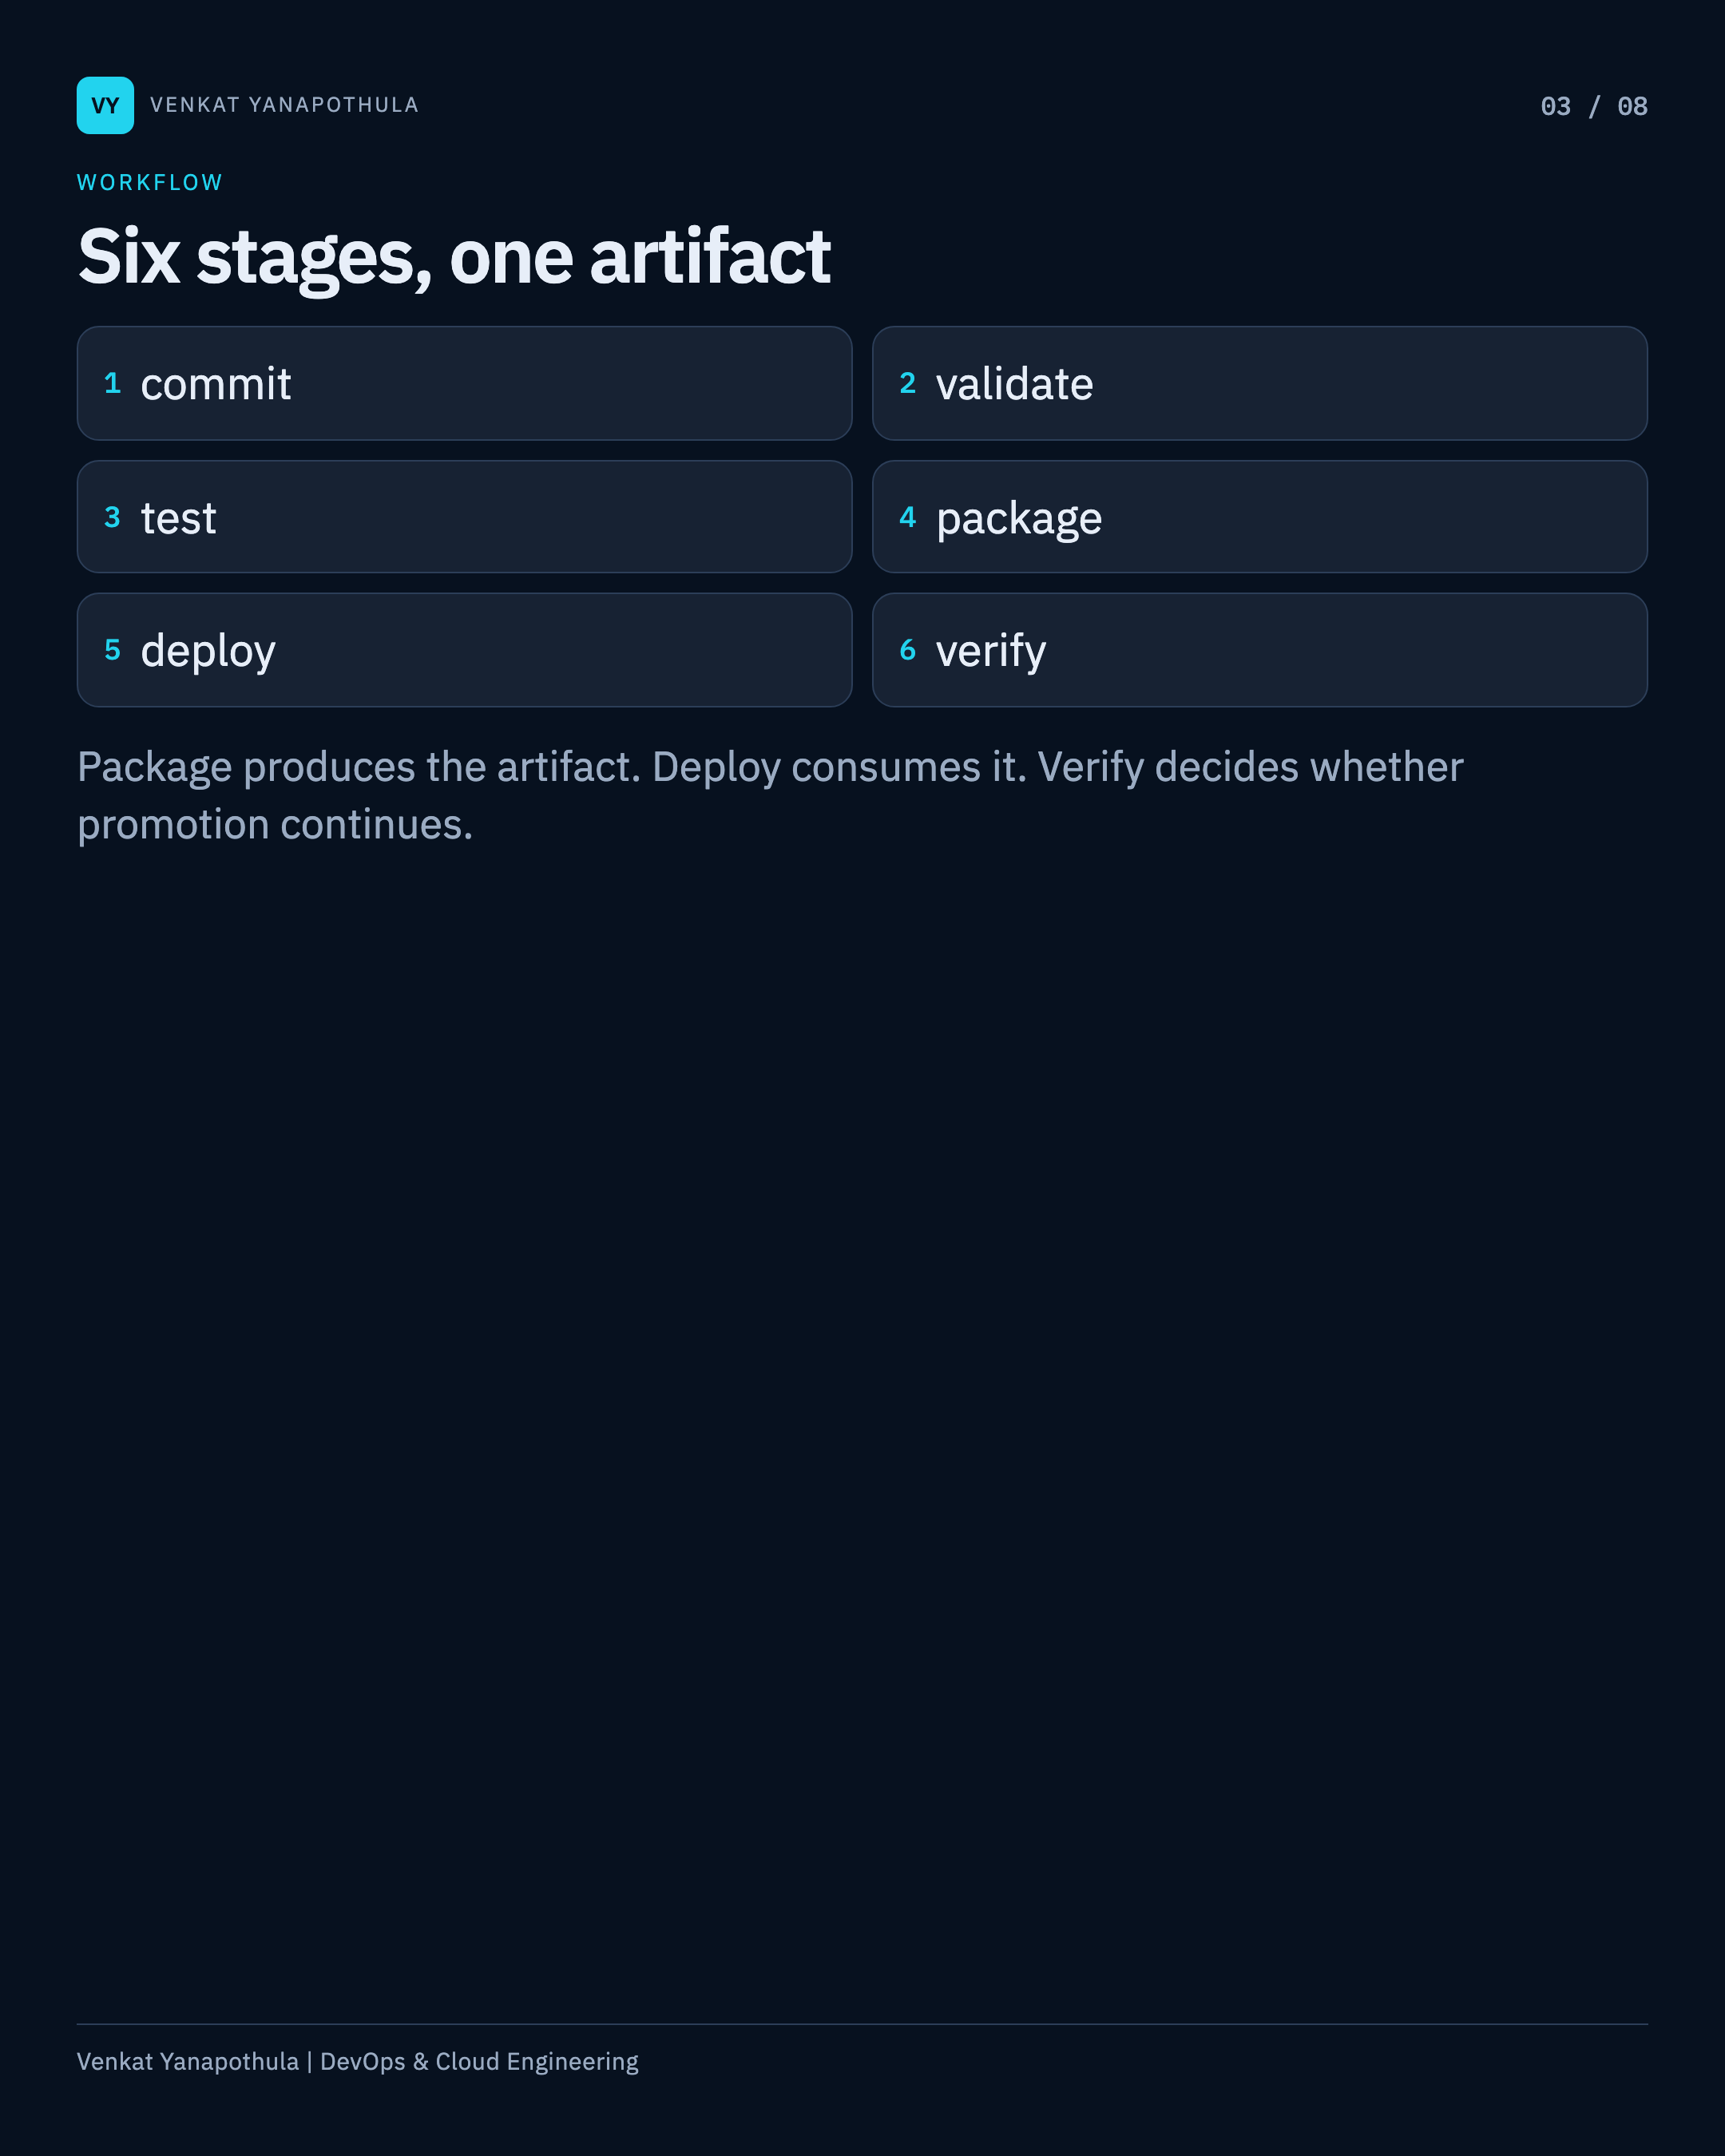 VY VENKAT YANAPOTHULA
03 / 08
WORKFLOW
Six stages, one artifact
1 commit
2 validate
3 test
4 package
5 deploy
6 verify
Package produces the artifact. Deploy consumes it. Verify decides whether
promotion continues.
Venkat Yanapothula | DevOps & Cloud Engineering